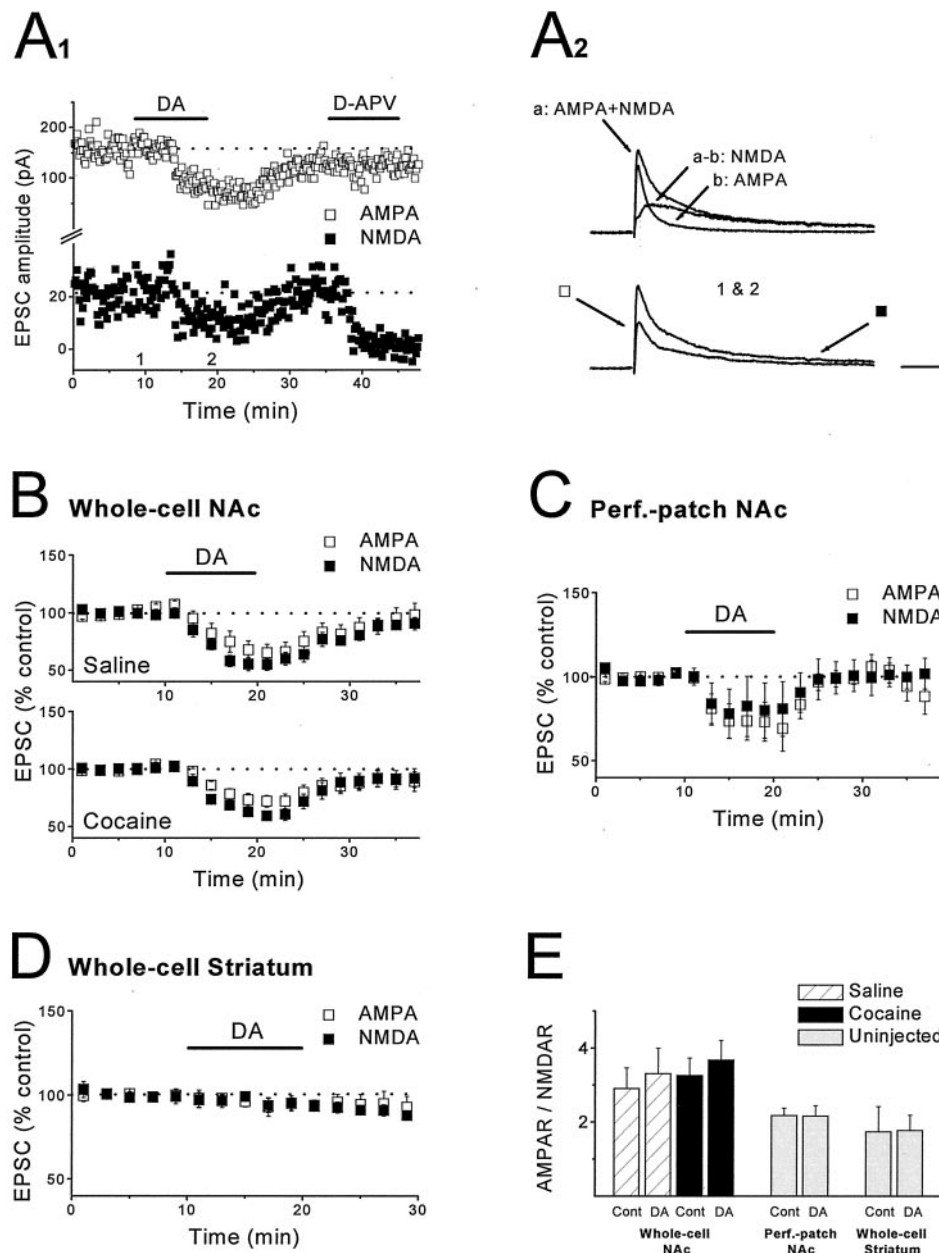 A1
DA
D-APV
200
100
AMPA
NMDA
20
0
EPSC amplitude (pA)
1
2
0
10
20
30
40
Time (min)
A2
a: AMPA+NMDA
a-b: NMDA
b: AMPA
1 & 2
B Whole-cell NAc
150
DA
AMPA
NMDA
100
50
Saline
150
100
50
Cocaine
EPSC (% control)
0 10 20 30
Time (min)
C Perf.-patch NAc
150
DA
AMPA
NMDA
100
50
EPSC (% control)
0 10 20 30
Time (min)
D Whole-cell Striatum
150
DA
AMPA
NMDA
100
50
EPSC (% control)
0 10 20 30
Time (min)
E
Saline
Cocaine
Uninjected
4
2
AMPAR / NMDAR
Cont DA Cont DA Cont DA Cont DA
Whole-cell
NAc
Perf.-patch
NAc
Whole-cell
Striatum